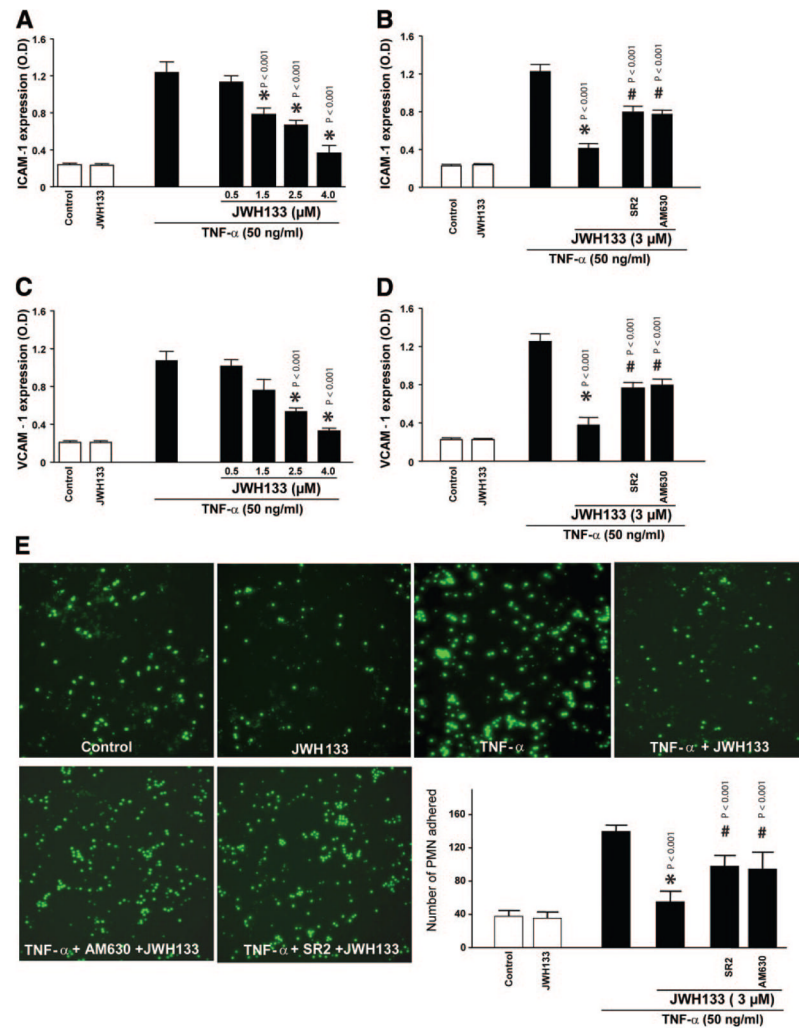 A
ICAM-1 expression (O.D)
1.6
1.2
0.8
0.4
0
* P < 0.001
* P < 0.001
* P < 0.001
Control
JWH133
0.5 1.5 2.5 4.0
JWH133 (µM)
TNF-α (50 ng/ml)
B
ICAM-1 expression (O.D)
1.6
1.2
0.8
0.4
0
* P < 0.001
# P < 0.001
# P < 0.001
Control
JWH133
SR2
AM630
JWH133 (3 µM)
TNF-α (50 ng/ml)
C
VCAM - 1 expression (O.D)
1.6
1.2
0.8
0.4
0
* P < 0.001
* P < 0.001
Control
JWH133
0.5 1.5 2.5 4.0
JWH133 (µM)
TNF-α (50 ng/ml)
D
VCAM - 1 expression (O.D)
1.6
1.2
0.8
0.4
0
* P < 0.001
# P < 0.001
# P < 0.001
Control
JWH133
SR2
AM630
JWH133 (3 µM)
TNF-α (50 ng/ml)
E
Control
JWH133
TNF-α
TNF-α + JWH133
TNF-α + AM630 +JWH133
TNF-α + SR2 +JWH133
Number of PMN adhered
160
120
80
40
0
* P < 0.001
# P < 0.001
# P < 0.001
Control
JWH133
SR2
AM630
JWH133 ( 3 µM)
TNF-α (50 ng/ml)